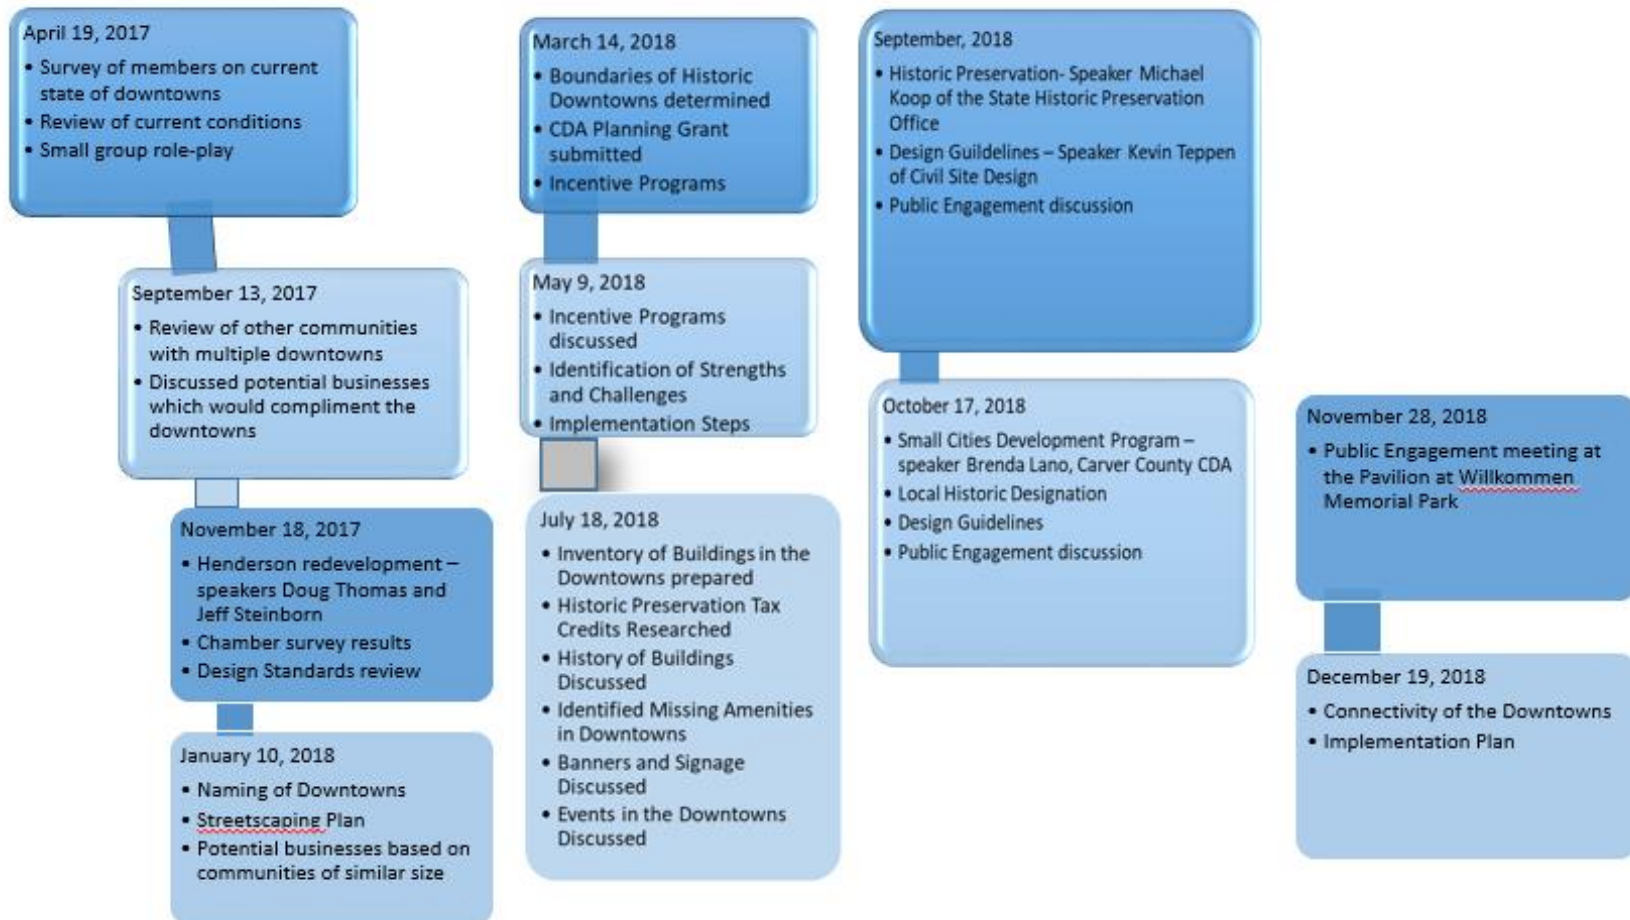 April 19, 2017
• Survey of members on current
state of downtowns
• Review of current conditions
• Small group role-play
September 13, 2017
• Review of other communities
with multiple downtowns
• Discussed potential businesses
which would compliment the
downtowns
November 18, 2017
• Henderson redevelopment –
speakers Doug Thomas and
Jeff Steinborn
• Chamber survey results
• Design Standards review
January 10, 2018
• Naming of Downtowns
• Streetscaping Plan
• Potential businesses based on
communities of similar size
March 14, 2018
• Boundaries of Historic
Downtowns determined
• CDA Planning Grant
submitted
• Incentive Programs
May 9, 2018
• Incentive Programs
discussed
• Identification of Strengths
and Challenges
• Implementation Steps
July 18, 2018
• Inventory of Buildings in the
Downtowns prepared
• Historic Preservation Tax
Credits Researched
• History of Buildings
Discussed
• Identified Missing Amenities
in Downtowns
• Banners and Signage
Discussed
• Events in the Downtowns
Discussed
September, 2018
• Historic Preservation- Speaker Michael
Koop of the State Historic Preservation
Office
• Design Guildelines – Speaker Kevin Teppen
of Civil Site Design
• Public Engagement discussion
October 17, 2018
• Small Cities Development Program –
speaker Brenda Lano, Carver County CDA
• Local Historic Designation
• Design Guidelines
• Public Engagement discussion
November 28, 2018
• Public Engagement meeting at
the Pavilion at Willkommen
Memorial Park
December 19, 2018
• Connectivity of the Downtowns
• Implementation Plan